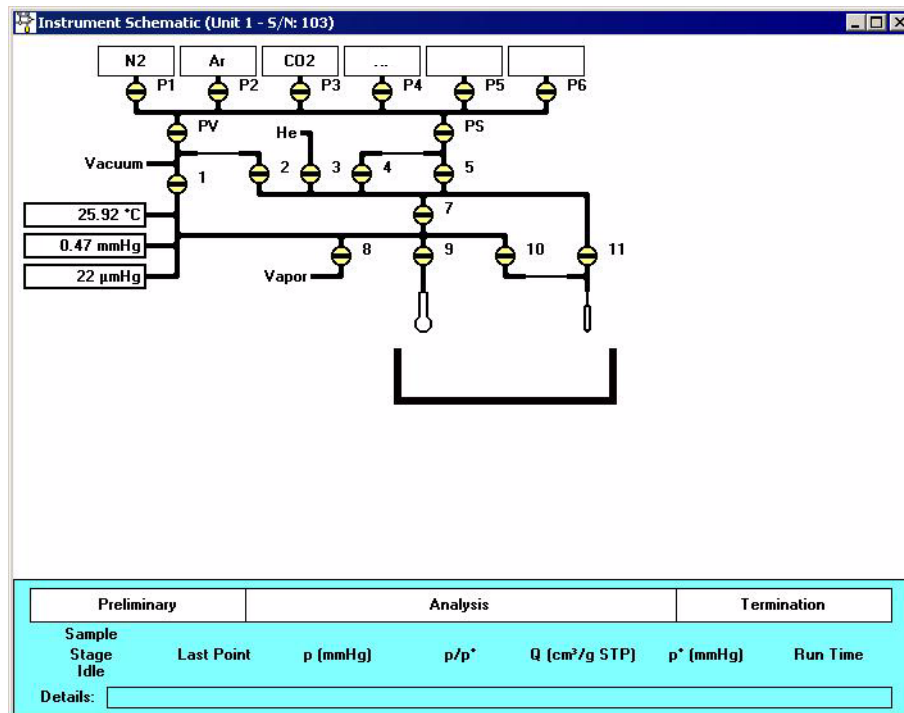 Instrument Schematic (Unit 1 - S/N: 103)
N2 Ar CO2 ...
P1 P2 P3 P4 P5 P6
PV He PS
Vacuum 1 2 3 4 5
25.92 °C 7
0.47 mmHg 8 9 10 11
22 µmHg Vapor
Preliminary Analysis Termination
Sample
Stage Last Point p (mmHg) p/p° Q (cm³/g STP) p° (mmHg) Run Time
Idle
Details: